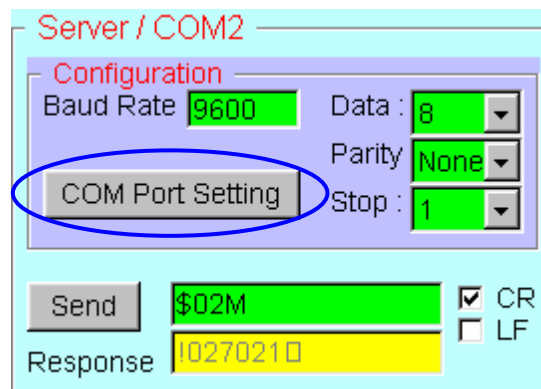 Server / COM2
Configuration
Baud Rate 9600 Data : 8
Parity None
COM Port Setting Stop : 1
Send $02M CR
LF
Response !027021□